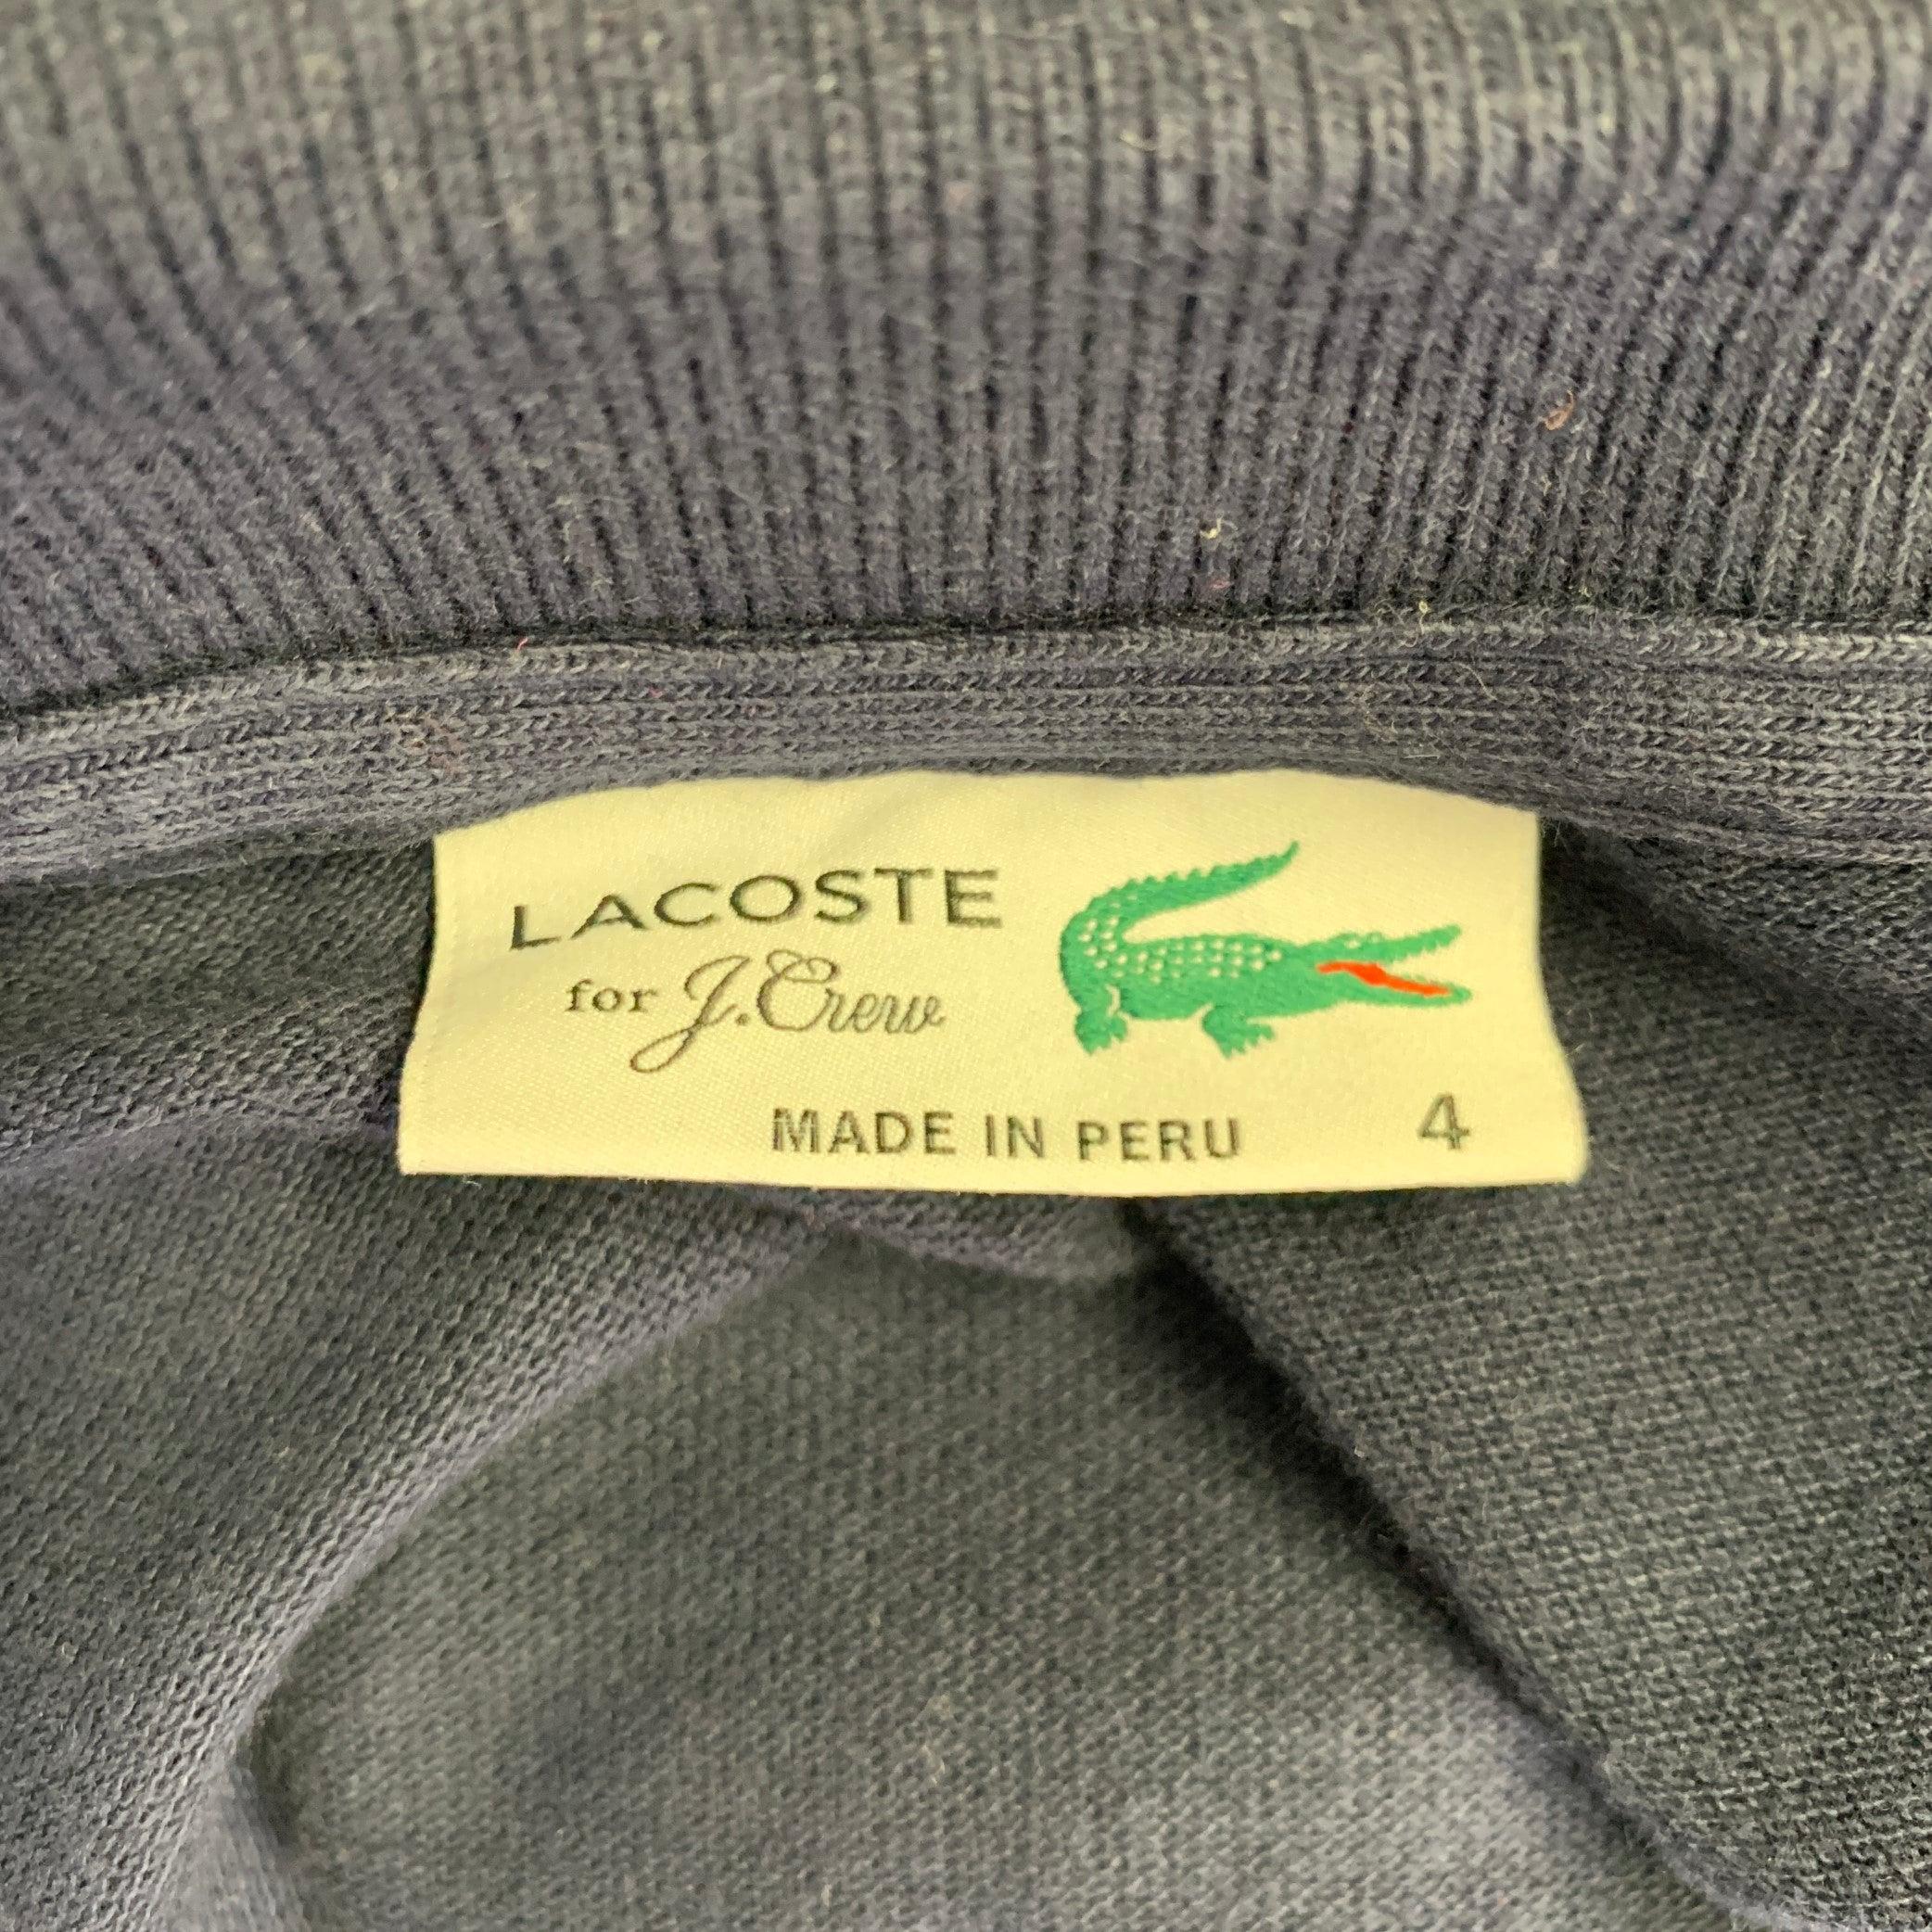 LACOSTE
for J.Crew
MADE IN PERU 4